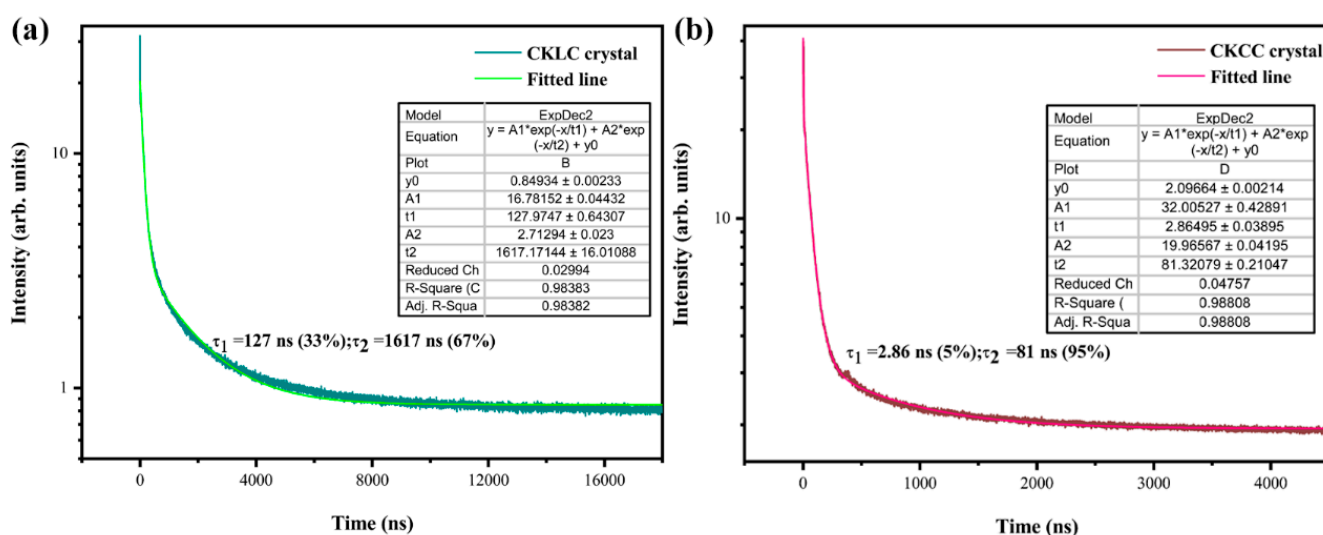 (a)
CKLC crystal
Fitted line
Model ExpDec2
Equation y = A1*exp(-x/t1) + A2*exp
(-x/t2) + y0
Plot B
y0 0.84934 ± 0.00233
A1 16.78152 ± 0.04432
t1 127.9747 ± 0.64307
A2 2.71294 ± 0.023
t2 1617.17144 ± 16.01088
Reduced Ch 0.02994
R-Square (C 0.98383
Adj. R-Squa 0.98382
τ1 =127 ns (33%);τ2 =1617 ns (67%)
Intensity (arb. units)
10
1
0 4000 8000 12000 16000
Time (ns)
(b)
CKCC crystal
Fitted line
Model ExpDec2
Equation y = A1*exp(-x/t1) + A2*exp
(-x/t2) + y0
Plot D
y0 2.09664 ± 0.00214
A1 32.00527 ± 0.42891
t1 2.86495 ± 0.03895
A2 19.96567 ± 0.04195
t2 81.32079 ± 0.21047
Reduced Ch 0.04757
R-Square ( 0.98808
Adj. R-Squa 0.98808
τ1 =2.86 ns (5%);τ2 =81 ns (95%)
Intensity (arb. units)
10
0 1000 2000 3000 4000
Time (ns)